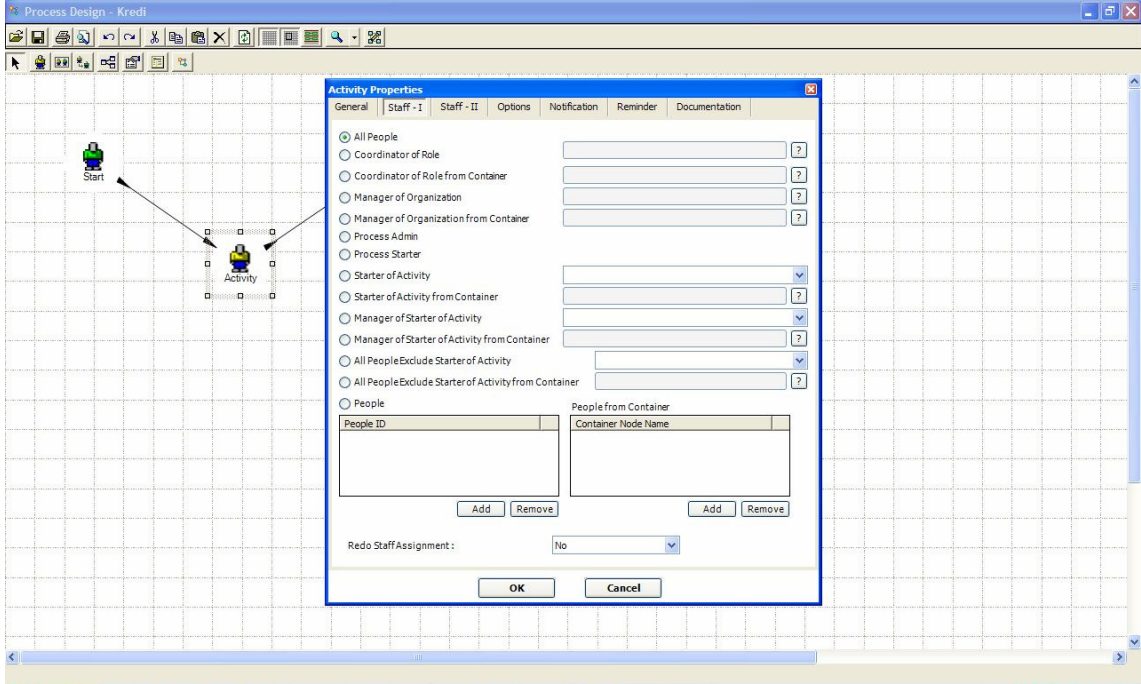 Process Design - Kredi
Activity Properties
General Staff - I Staff - II Options Notification Reminder Documentation
All People
Coordinator of Role ?
Coordinator of Role from Container ?
Manager of Organization ?
Manager of Organization from Container ?
Process Admin
Process Starter
Starter of Activity
Starter of Activity from Container ?
Manager of Starter of Activity
Manager of Starter of Activity from Container ?
All People Exclude Starter of Activity
All People Exclude Starter of Activity from Container ?
People People from Container
People ID Container Node Name
Add Remove Add Remove
Redo Staff Assignment : No
OK Cancel
Start
Activity